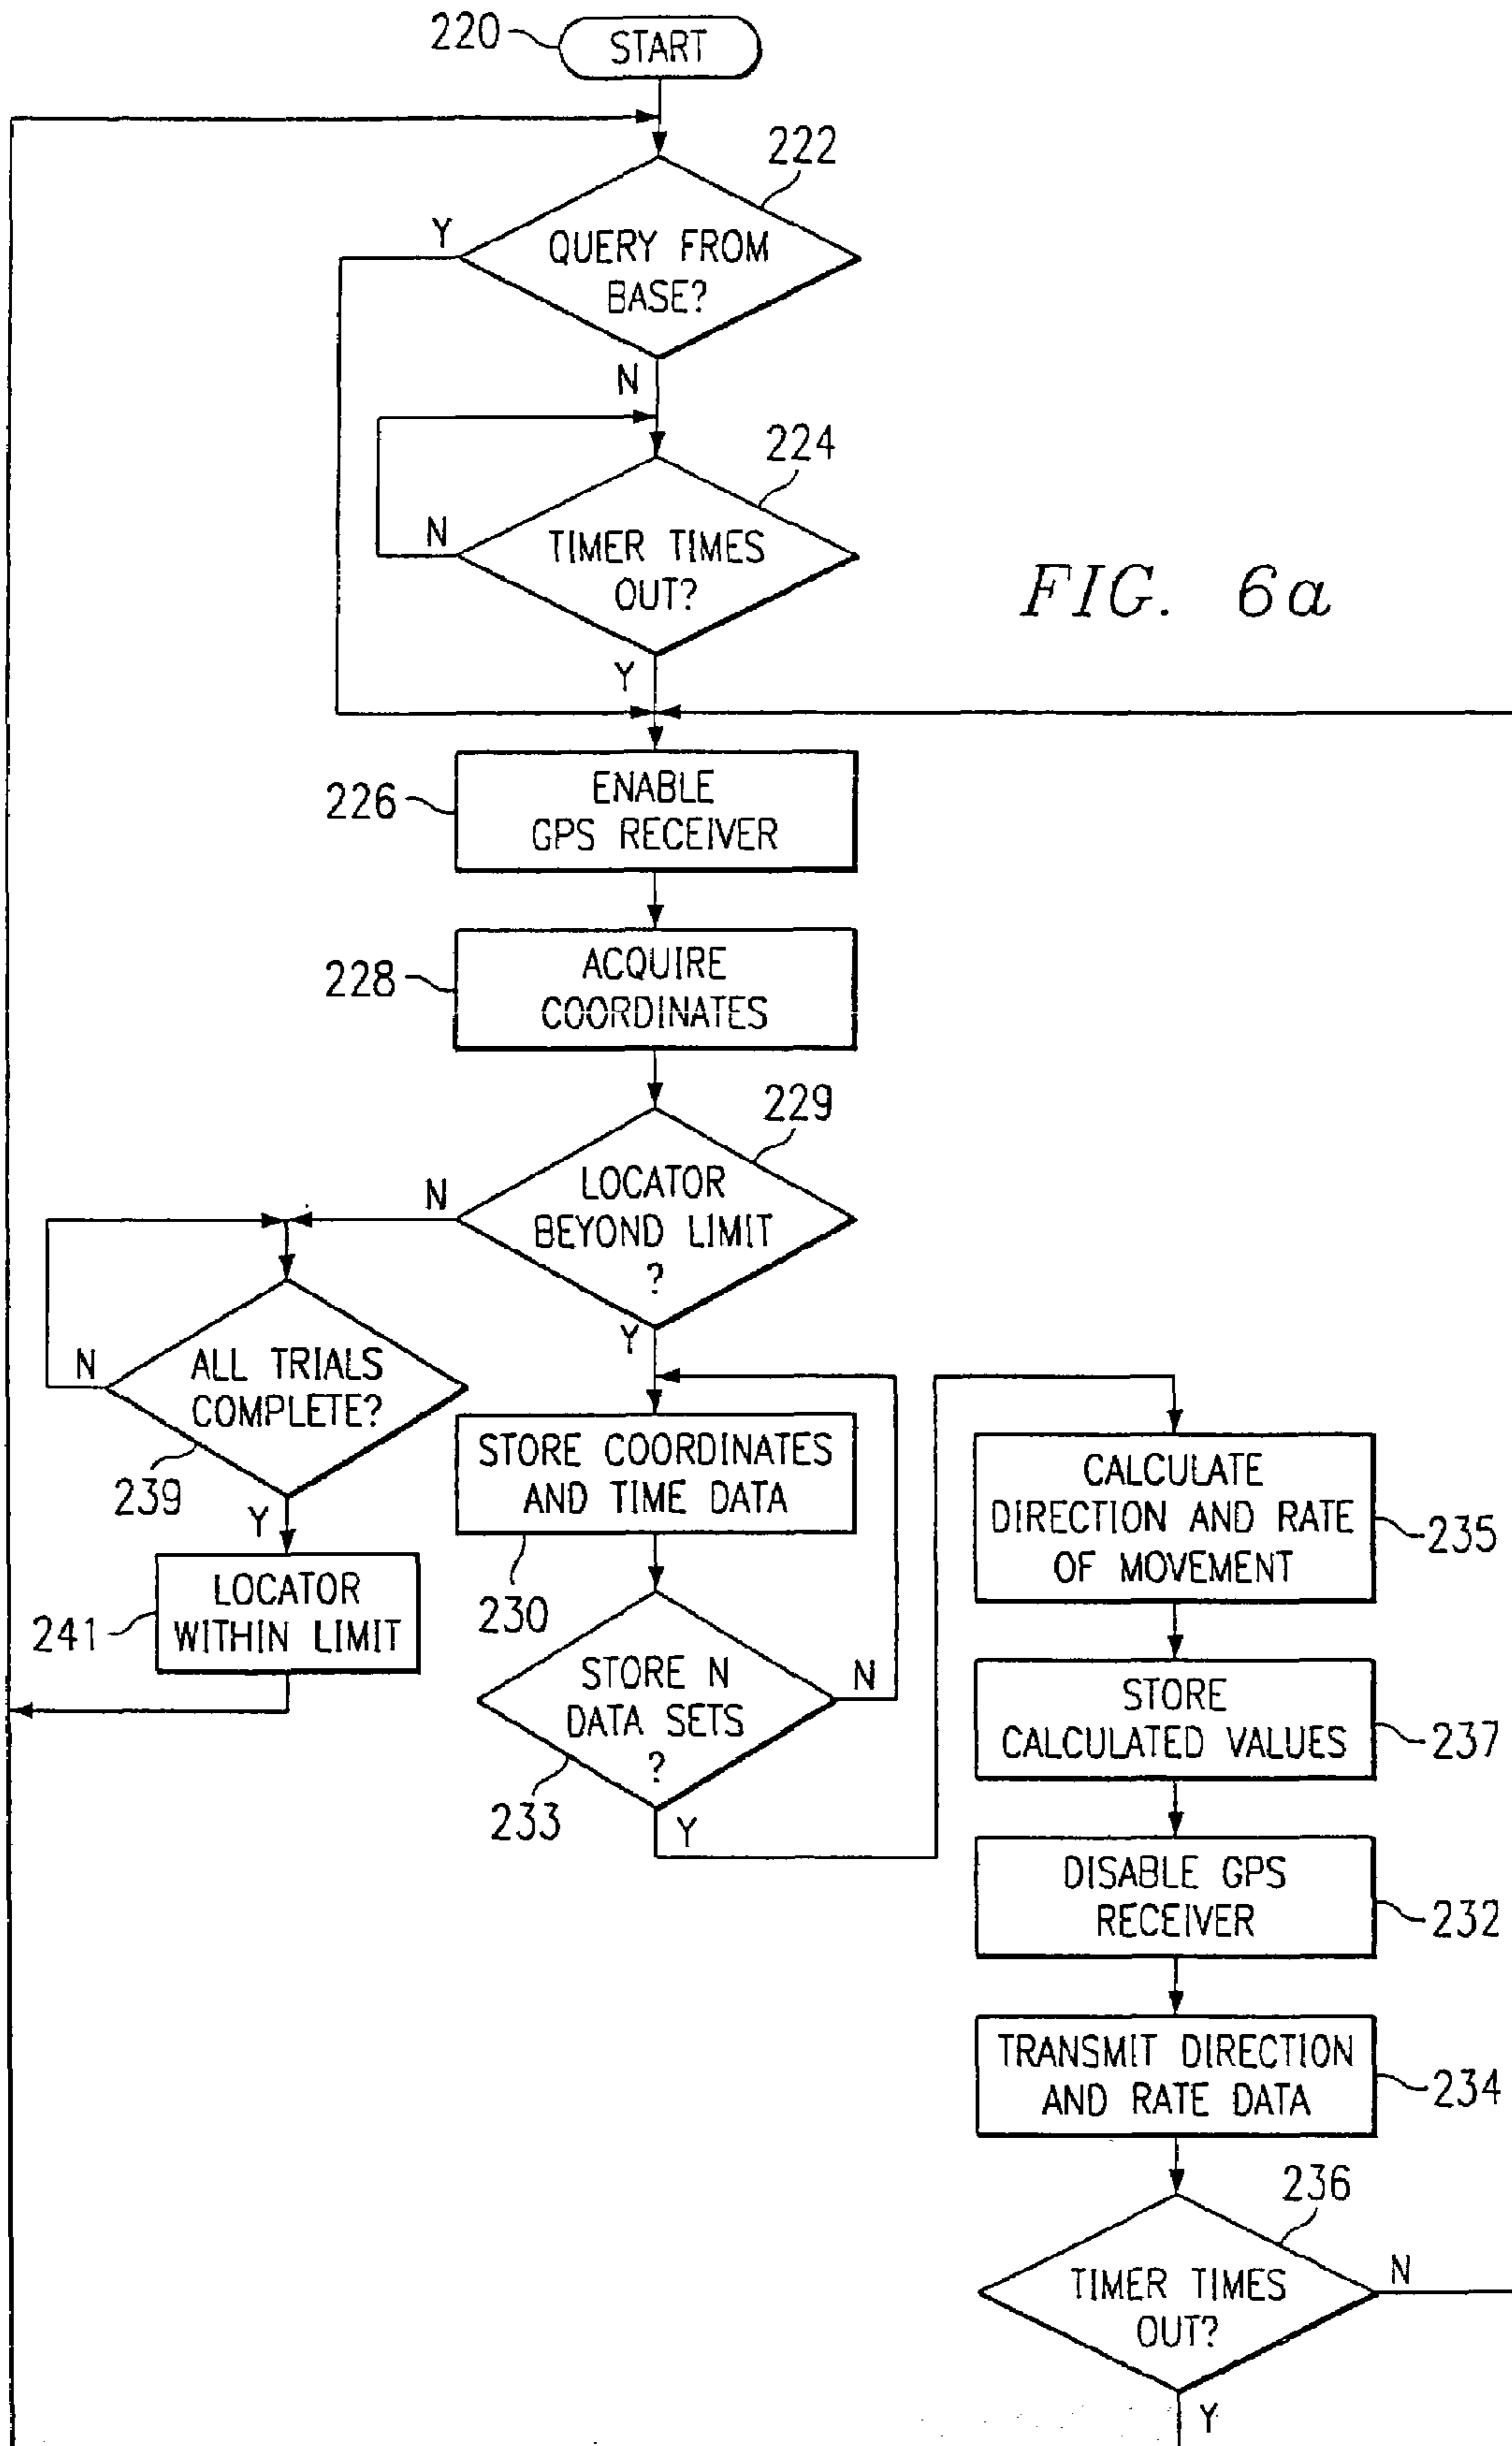 220
START
222
Y
QUERY FROM
BASE?
N
224
N
TIMER TIMES
OUT?
FIG. 6a
Y
226
ENABLE
GPS RECEIVER
228
ACQUIRE
COORDINATES
229
N
LOCATOR
BEYOND LIMIT
?
Y
N
ALL TRIALS
COMPLETE?
239
Y
LOCATOR
WITHIN LIMIT
241
STORE COORDINATES
AND TIME DATA
230
STORE N
DATA SETS
?
N
233
Y
CALCULATE
DIRECTION AND RATE
OF MOVEMENT
235
STORE
CALCULATED VALUES
237
DISABLE GPS
RECEIVER
232
TRANSMIT DIRECTION
AND RATE DATA
234
236
TIMER TIMES
OUT?
N
Y